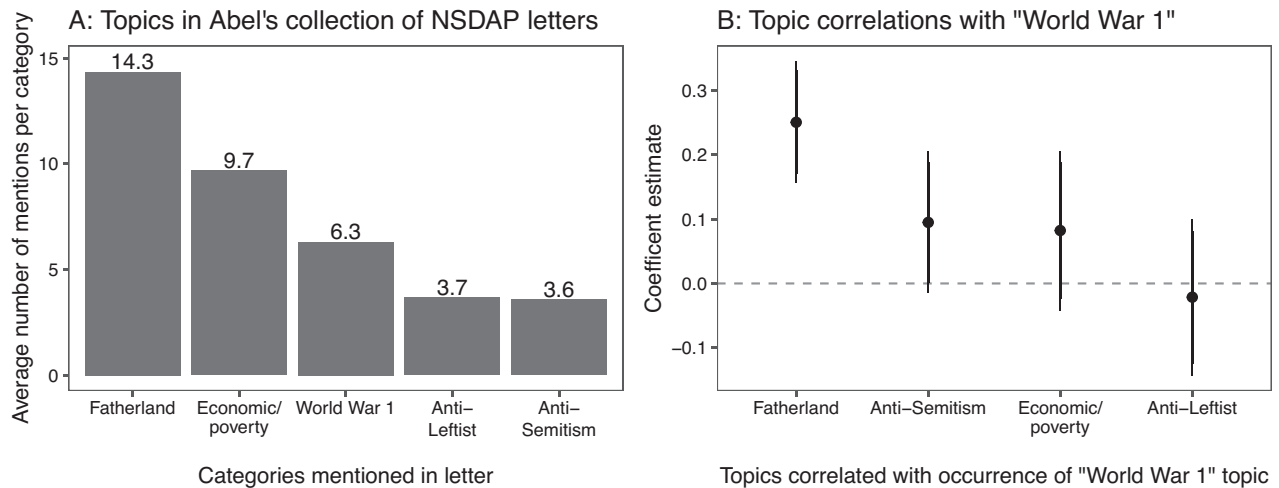 A: Topics in Abel's collection of NSDAP letters
Average number of mentions per category
15
10
5
0
14.3
9.7
6.3
3.7
3.6
Fatherland
Economic/
poverty
World War 1
Anti−
Leftist
Anti−
Semitism
Categories mentioned in letter
B: Topic correlations with "World War 1"
Coefficent estimate
0.3
0.2
0.1
0.0
−0.1
Fatherland
Anti−Semitism
Economic/
poverty
Anti−Leftist
Topics correlated with occurrence of "World War 1" topic